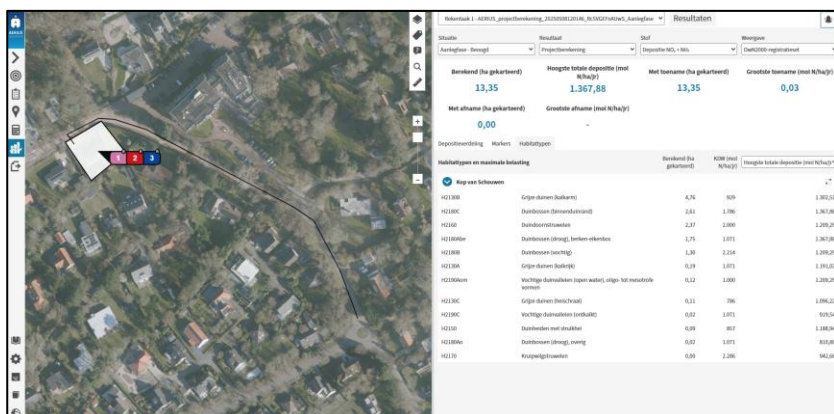 AERIUS
Rekentaak 1 - AERIUS_projectberekening_
Aanlegfase
Resultaten
Situatie Resultaat Stof Weergave
Aanlegfase - Beoogd Projectberekening Depositie NOₓ + NH₃ OwN2000 registratieset
Berekend (ha gekarteerd) Hoogste totale depositie (mol N/ha/jr) Met toename (ha gekarteerd) Grootste toename (mol N/ha/jr)
13,35 1.367,88 13,35 0,03
Met afname (ha gekarteerd) Grootste afname (mol N/ha/jr)
0,00 -
Depositieverdeling Markers Habitattypen
Habitattypen en maximale belasting Berekend (ha gekarteerd) KDW (mol N/ha/jr) Hoogste totale depositie (mol N/ha/jr)
Kop van Schouwen
H2130B Grijze duinen (kalkarm) 4,76 929
H2180C Duinbossen (binnenduinrand) 2,61 1.786
H2160 Duindoornstruwelen 2,37 2.000
H2180Abe Duinbossen (droog), berken-eikenbos 1,75 1.071
H2180B Duinbossen (vochtig) 1,30 2.214
H2130A Grijze duinen (kalkrijk) 0,19 1.071
H2190Aom Vochtige duinvalleien (open water), oligo- tot mesotrofe vormen 0,12 1.000
H2130C Grijze duinen (heischraal) 0,11 786
H2190C Vochtige duinvalleien (ontkalkt) 0,02 1.071
H2150 Duinheiden met struikhei 0,09 857
H2180Ao Duinbossen (droog), overig 0,02 1.071
H2170 Kruipwilgstruwelen 0,00 2.286
1 2 3